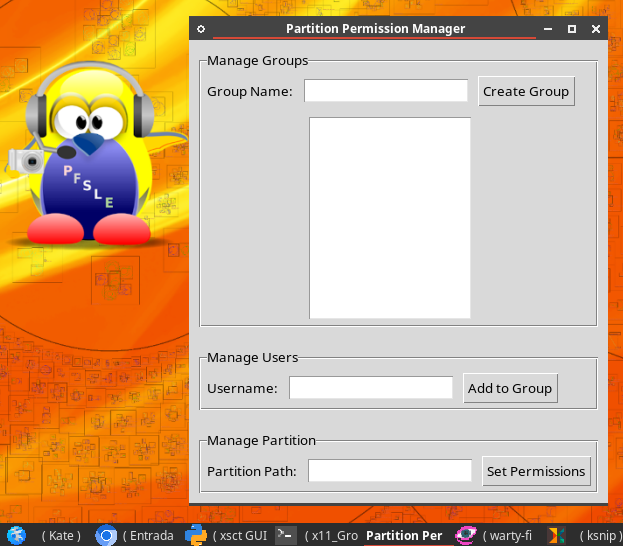 Partition Permission Manager
Manage Groups
Group Name:
Create Group
P
F
S
L
E
Manage Users
Username:
Add to Group
Manage Partition
Partition Path:
Set Permissions
( Kate )
( Entrada
( xsct GUI
( x11_Gro
Partition Per
( warty-fi
( ksnip )